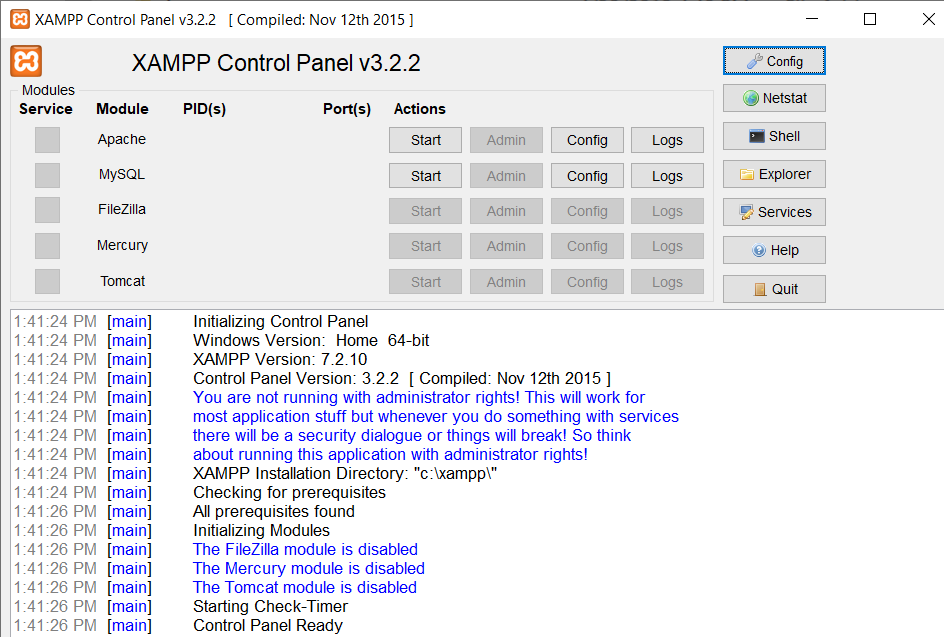 XAMPP Control Panel v3.2.2 [ Compiled: Nov 12th 2015 ]
XAMPP Control Panel v3.2.2
Config
Modules
Service Module PID(s) Port(s) Actions
Netstat
Apache Start Admin Config Logs
Shell
MySQL Start Admin Config Logs
Explorer
FileZilla Start Admin Config Logs
Services
Mercury Start Admin Config Logs
Help
Tomcat Start Admin Config Logs
Quit
1:41:24 PM [main] Initializing Control Panel
1:41:24 PM [main] Windows Version: Home 64-bit
1:41:24 PM [main] XAMPP Version: 7.2.10
1:41:24 PM [main] Control Panel Version: 3.2.2 [ Compiled: Nov 12th 2015 ]
1:41:24 PM [main] You are not running with administrator rights! This will work for
1:41:24 PM [main] most application stuff but whenever you do something with services
1:41:24 PM [main] there will be a security dialogue or things will break! So think
1:41:24 PM [main] about running this application with administrator rights!
1:41:24 PM [main] XAMPP Installation Directory: "c:\xampp\"
1:41:24 PM [main] Checking for prerequisites
1:41:26 PM [main] All prerequisites found
1:41:26 PM [main] Initializing Modules
1:41:26 PM [main] The FileZilla module is disabled
1:41:26 PM [main] The Mercury module is disabled
1:41:26 PM [main] The Tomcat module is disabled
1:41:26 PM [main] Starting Check-Timer
1:41:26 PM [main] Control Panel Ready